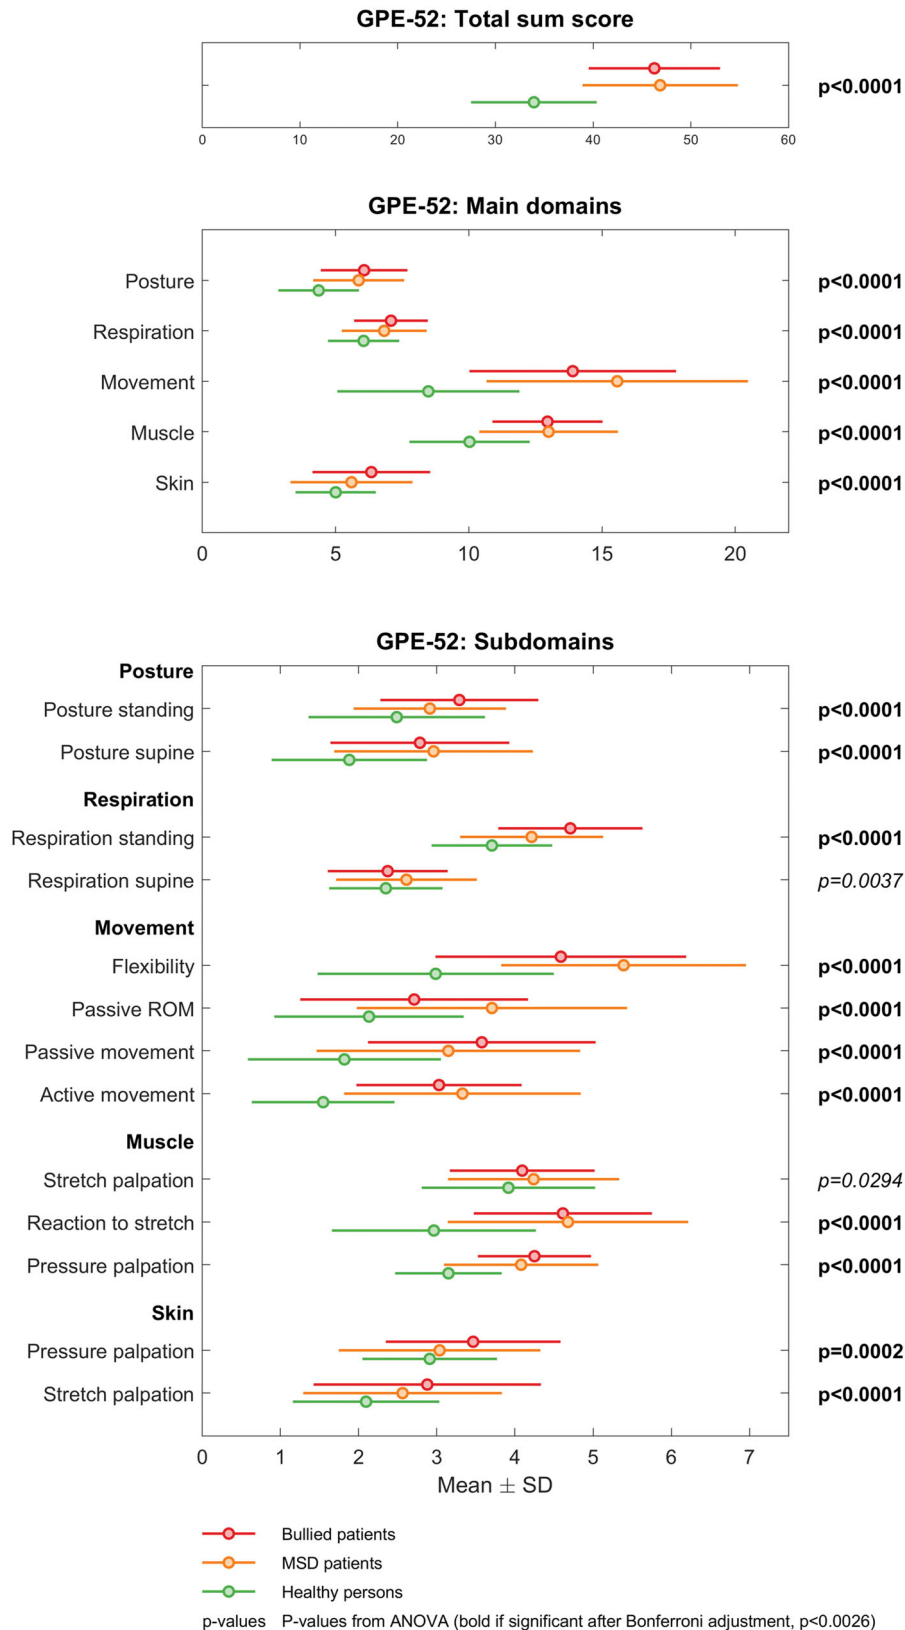 GPE-52: Total sum score
p<0.0001
0 10 20 30 40 50 60
GPE-52: Main domains
Posture p<0.0001
Respiration p<0.0001
Movement p<0.0001
Muscle p<0.0001
Skin p<0.0001
0 5 10 15 20
GPE-52: Subdomains
Posture
Posture standing p<0.0001
Posture supine p<0.0001
Respiration
Respiration standing p<0.0001
Respiration supine p=0.0037
Movement
Flexibility p<0.0001
Passive ROM p<0.0001
Passive movement p<0.0001
Active movement p<0.0001
Muscle
Stretch palpation p=0.0294
Reaction to stretch p<0.0001
Pressure palpation p<0.0001
Skin
Pressure palpation p=0.0002
Stretch palpation p<0.0001
0 1 2 3 4 5 6 7
Mean ± SD
Bullied patients
MSD patients
Healthy persons
p-values P-values from ANOVA (bold if significant after Bonferroni adjustment, p<0.0026)